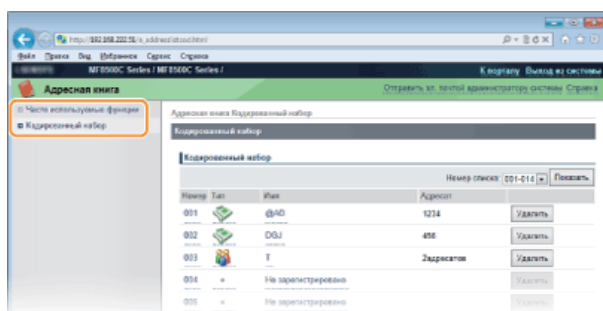 Файл Правка Вид Избранное Сервис Справка
MF8500C Series / MF8500C Series /
К порталу Выход из системы
Адресная книга
Отправить эл. почтой администратору системы Справка
Часто используемые функции
Кодированный набор
Адресная книга: Кодированный набор
Кодированный набор
Кодированный набор
Номер списка: 001-014 Показать
Номер Тип Имя Адресат
001 @AD 1234 Удалить
002 DGJ 456 Удалить
003 T 2адресатов Удалить
004 Не зарегистрировано Удалить
005 Не зарегистрировано Удалить